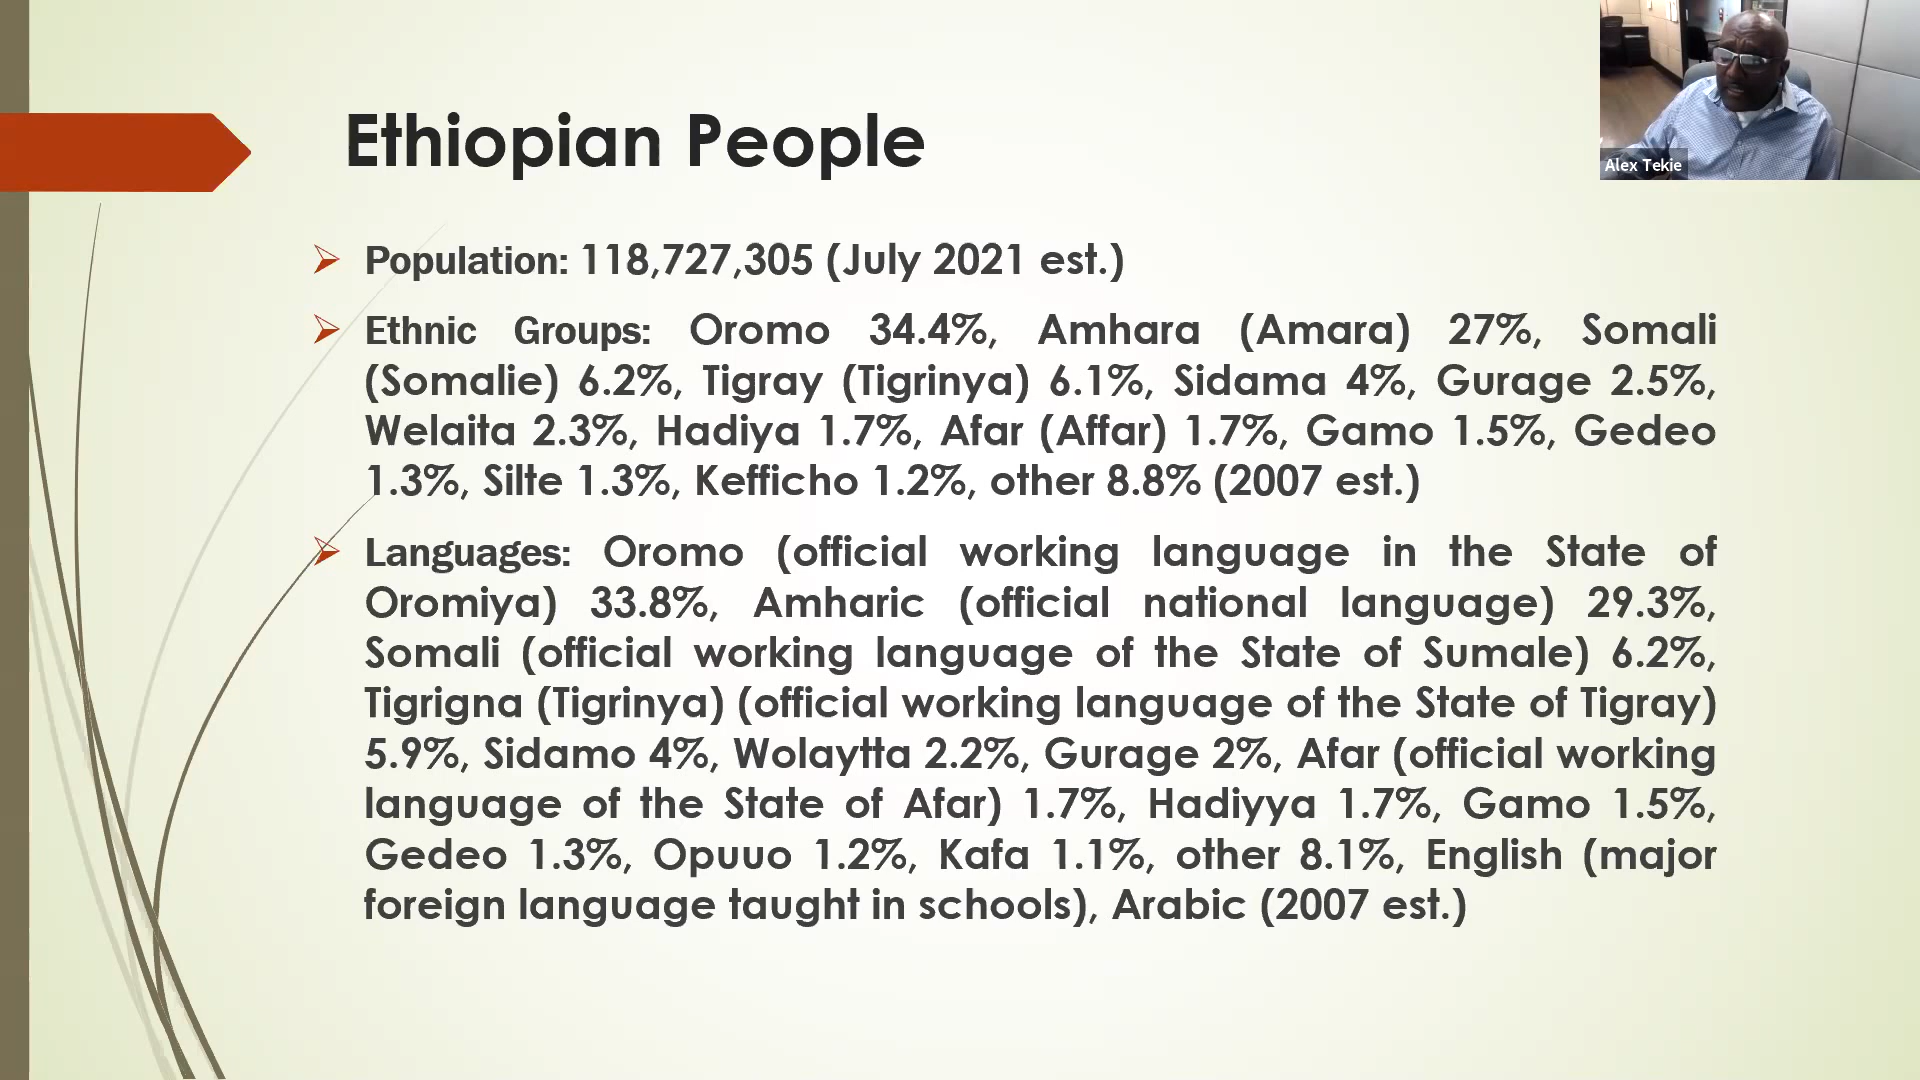 Ethiopian People
Alex Tekie
Population: 118,727,305 (July 2021 est.)
Ethnic Groups: Oromo 34.4%, Amhara (Amara) 27%, Somali
(Somalie) 6.2%, Tigray (Tigrinya) 6.1%, Sidama 4%, Gurage 2.5%,
Welaita 2.3%, Hadiya 1.7%, Afar (Affar) 1.7%, Gamo 1.5%, Gedeo
1.3%, Silte 1.3%, Kefficho 1.2%, other 8.8% (2007 est.)
Languages: Oromo (official working language in the State of
Oromiya) 33.8%, Amharic (official national language) 29.3%,
Somali (official working language of the State of Sumale) 6.2%,
Tigrigna (Tigrinya) (official working language of the State of Tigray)
5.9%, Sidamo 4%, Wolaytta 2.2%, Gurage 2%, Afar (official working
language of the State of Afar) 1.7%, Hadiyya 1.7%, Gamo 1.5%,
Gedeo 1.3%, Opuuo 1.2%, Kafa 1.1%, other 8.1%, English (major
foreign language taught in schools), Arabic (2007 est.)